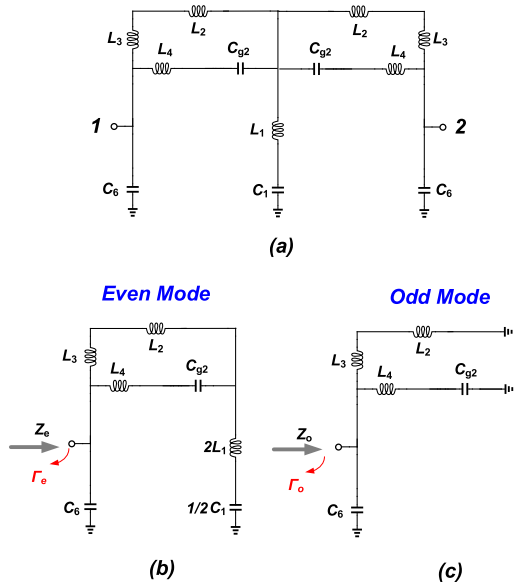 L2 L2
L3 L3
L4 Cg2 Cg2 L4
1 2
L1
C6 C1 C6
(a)
Even Mode Odd Mode
L3 L2 L3 L2
L4 Cg2 L4 Cg2
Ze 2L1 Zo
Γe Γo
C6 1/2 C1 C6
(b) (c)